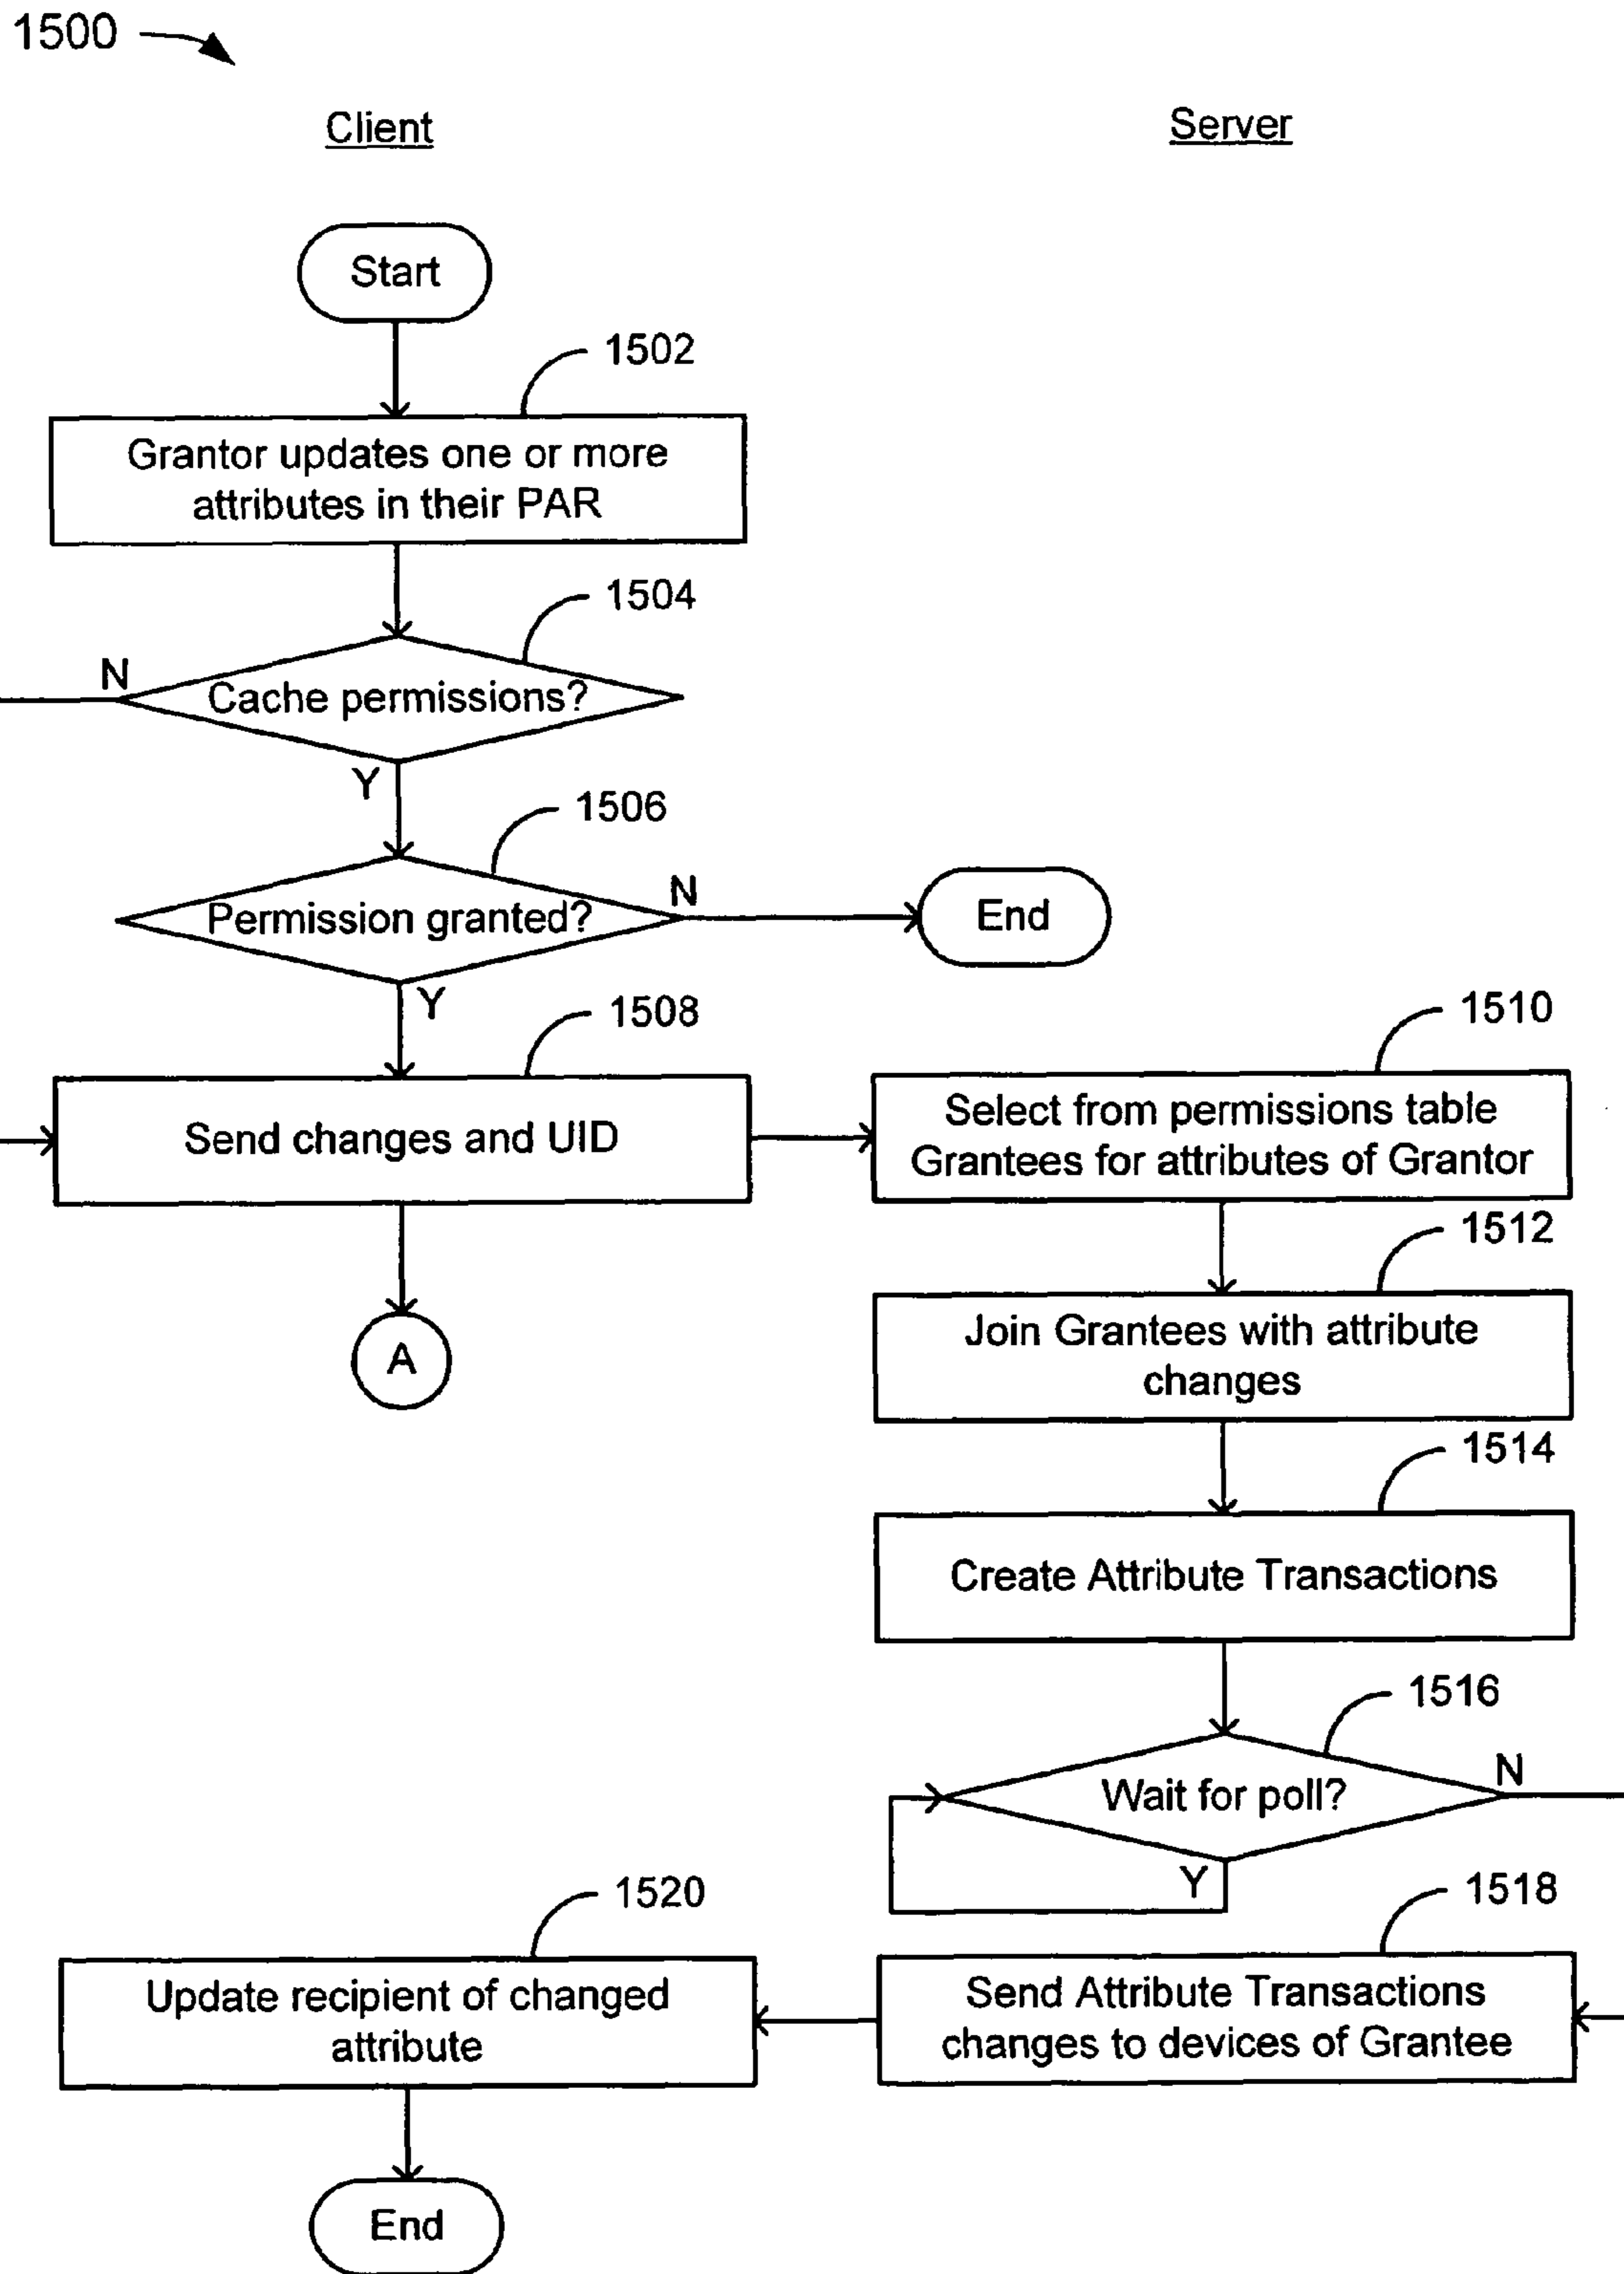 1500
Client
Server
Start
1502
Grantor updates one or more
attributes in their PAR
1504
N
Cache permissions?
Y
1506
N
Permission granted?
End
Y
1508
1510
Send changes and UID
Select from permissions table
Grantees for attributes of Grantor
1512
A
Join Grantees with attribute
changes
1514
Create Attribute Transactions
1516
N
Wait for poll?
Y
1518
1520
Update recipient of changed
attribute
Send Attribute Transactions
changes to devices of Grantee
End